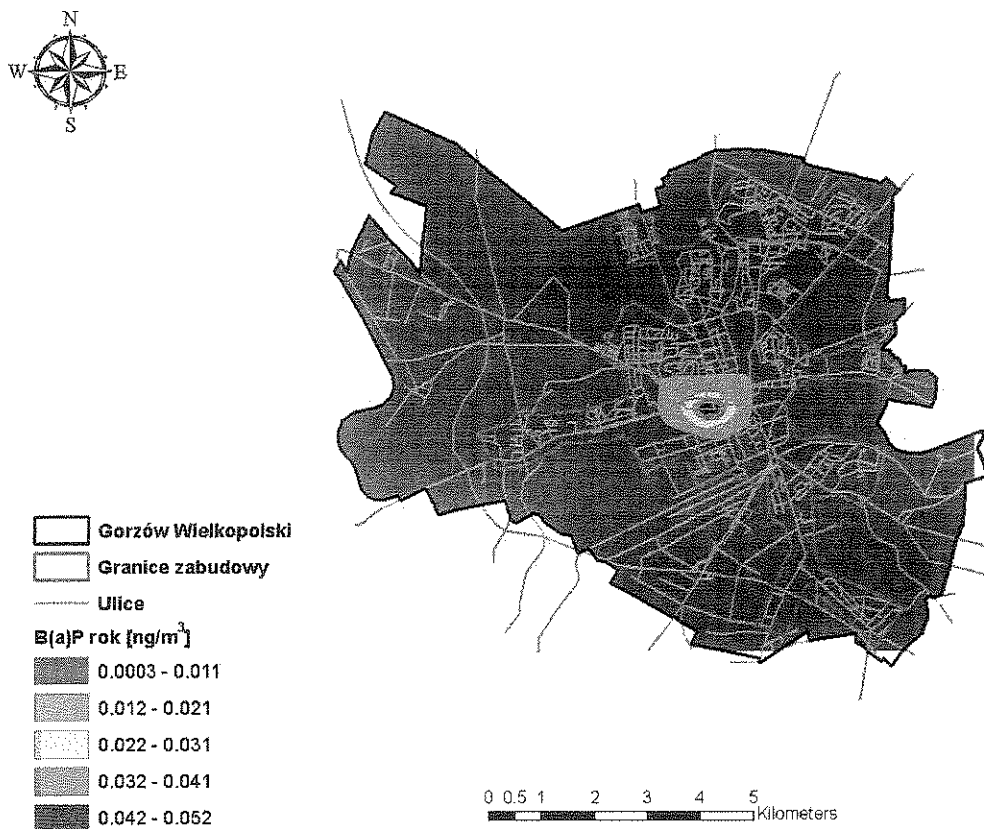 N
W E
S
Gorzów Wielkopolski
Granice zabudowy
Ulice
B(a)P rok [ng/m³]
0.0003 - 0.011
0.012 - 0.021
0.022 - 0.031
0.032 - 0.041
0.042 - 0.052
0 0.5 1 2 3 4 5
Kilometers